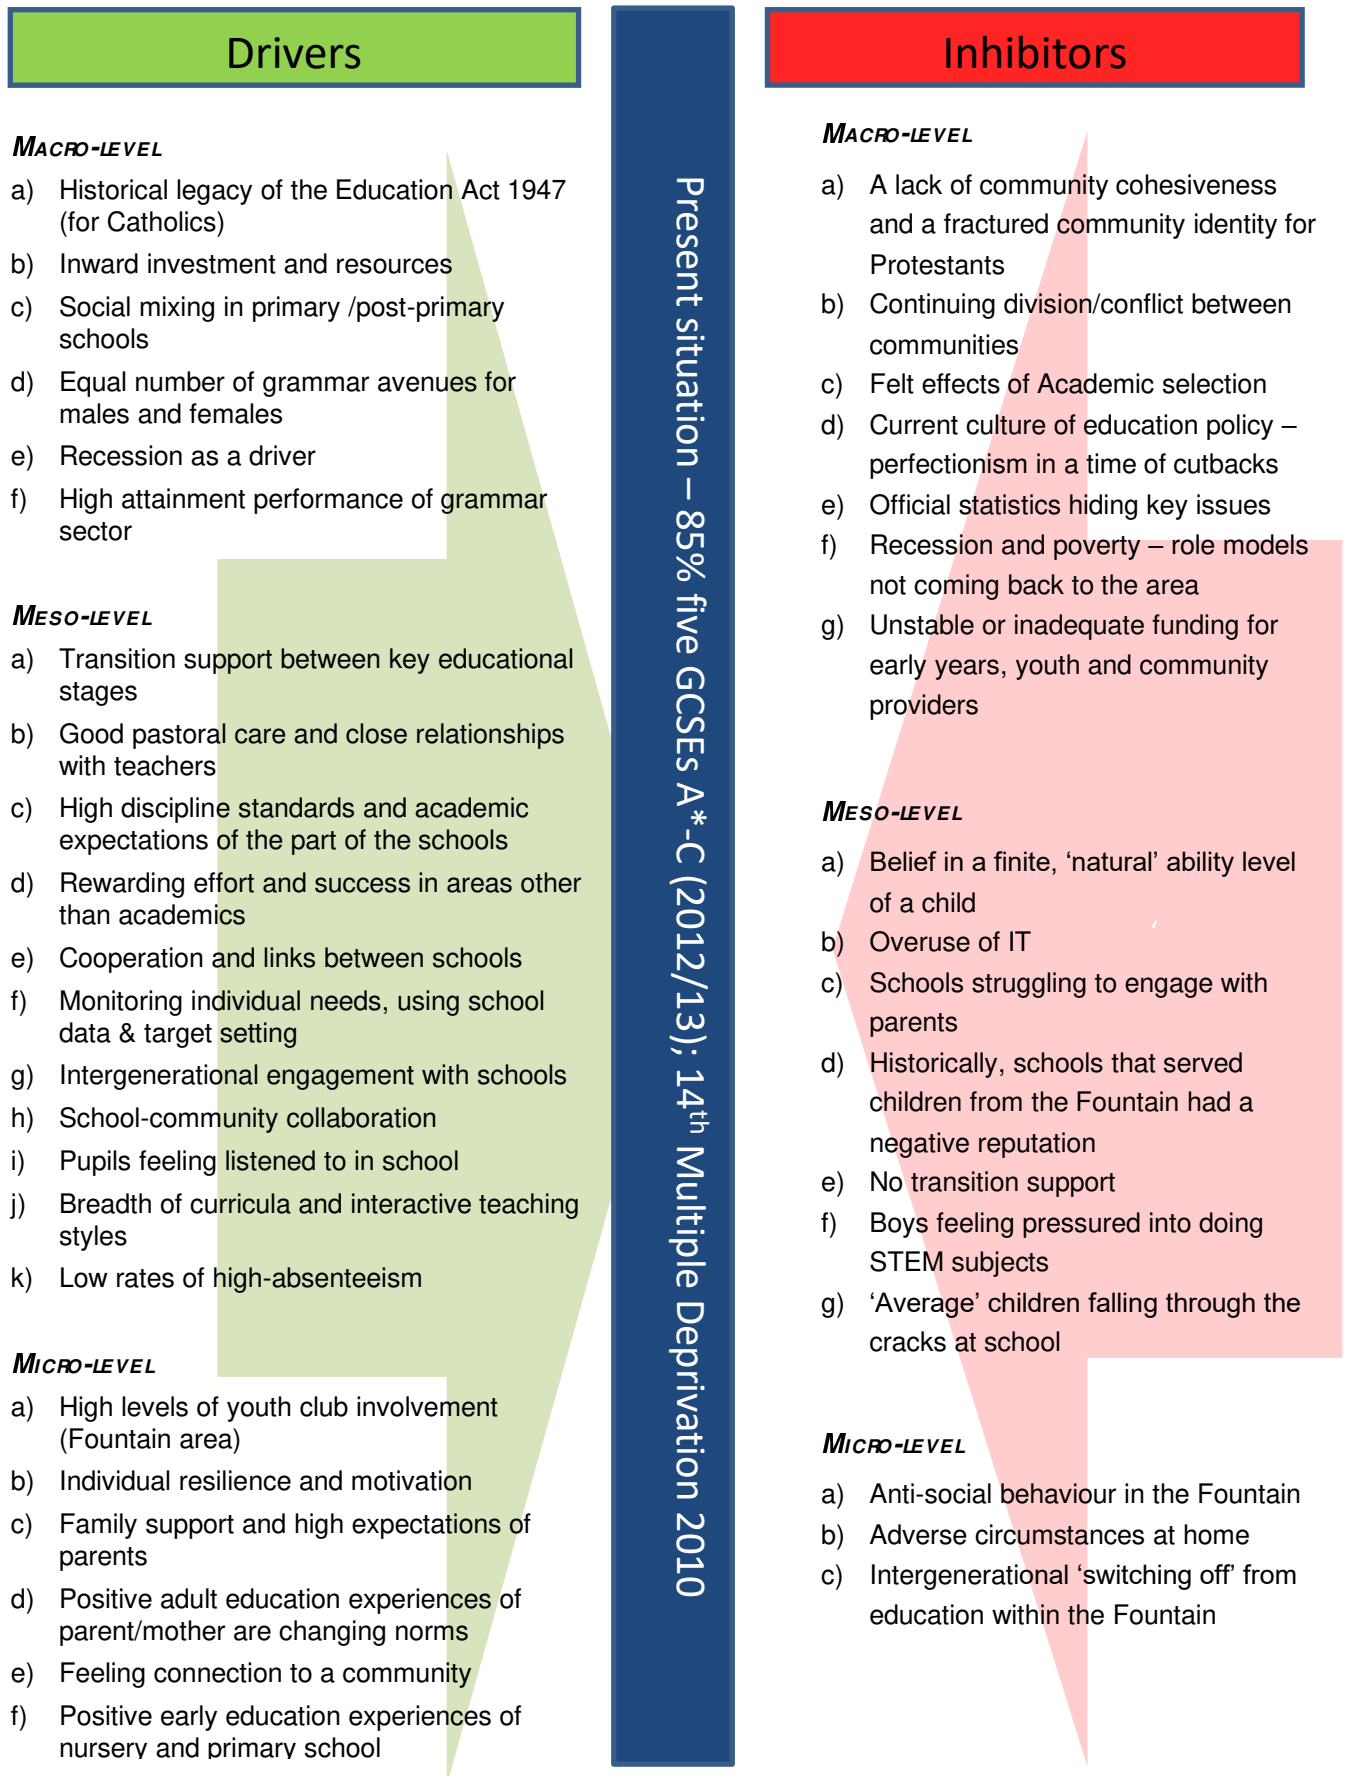 Drivers
MACRO-LEVEL
a) Historical legacy of the Education Act 1947
(for Catholics)
b) Inward investment and resources
c) Social mixing in primary /post-primary
schools
d) Equal number of grammar avenues for
males and females
e) Recession as a driver
f) High attainment performance of grammar
sector
MESO-LEVEL
a) Transition support between key educational
stages
b) Good pastoral care and close relationships
with teachers
c) High discipline standards and academic
expectations of the part of the schools
d) Rewarding effort and success in areas other
than academics
e) Cooperation and links between schools
f) Monitoring individual needs, using school
data & target setting
g) Intergenerational engagement with schools
h) School-community collaboration
i) Pupils feeling listened to in school
j) Breadth of curricula and interactive teaching
styles
k) Low rates of high-absenteeism
MICRO-LEVEL
a) High levels of youth club involvement
(Fountain area)
b) Individual resilience and motivation
c) Family support and high expectations of
parents
d) Positive adult education experiences of
parent/mother are changing norms
e) Feeling connection to a community
f) Positive early education experiences of
nursery and primary school
Present situation – 85% five GCSEs A*-C (2012/13); 14th Multiple Deprivation 2010
Inhibitors
MACRO-LEVEL
a) A lack of community cohesiveness
and a fractured community identity for
Protestants
b) Continuing division/conflict between
communities
c) Felt effects of Academic selection
d) Current culture of education policy –
perfectionism in a time of cutbacks
e) Official statistics hiding key issues
f) Recession and poverty – role models
not coming back to the area
g) Unstable or inadequate funding for
early years, youth and community
providers
MESO-LEVEL
a) Belief in a finite, ‘natural’ ability level
of a child
b) Overuse of IT
c) Schools struggling to engage with
parents
d) Historically, schools that served
children from the Fountain had a
negative reputation
e) No transition support
f) Boys feeling pressured into doing
STEM subjects
g) ‘Average’ children falling through the
cracks at school
MICRO-LEVEL
a) Anti-social behaviour in the Fountain
b) Adverse circumstances at home
c) Intergenerational ‘switching off’ from
education within the Fountain